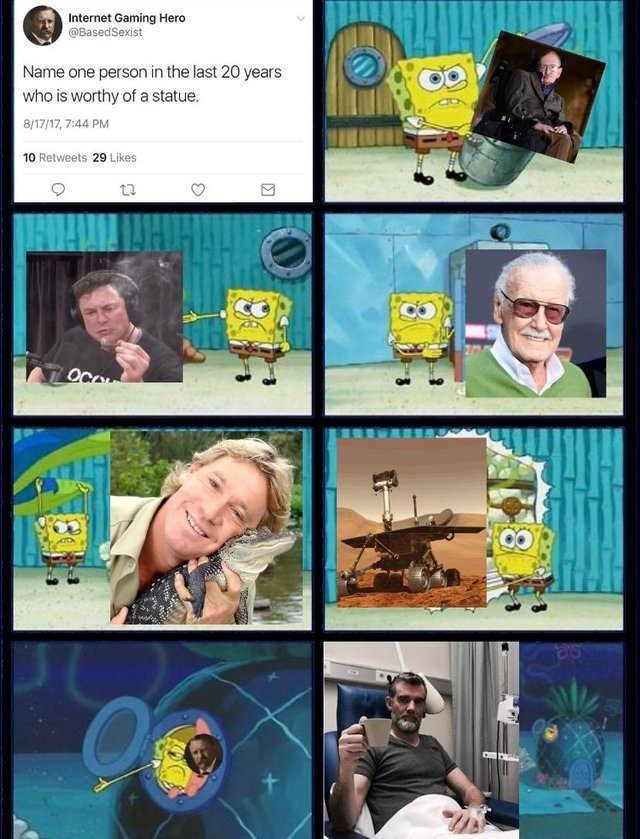 Internet Gaming Hero
@BasedSexist
Name one person in the last 20 years
who is worthy of a statue.
8/17/17, 7:44 PM
10 Retweets 29 Likes